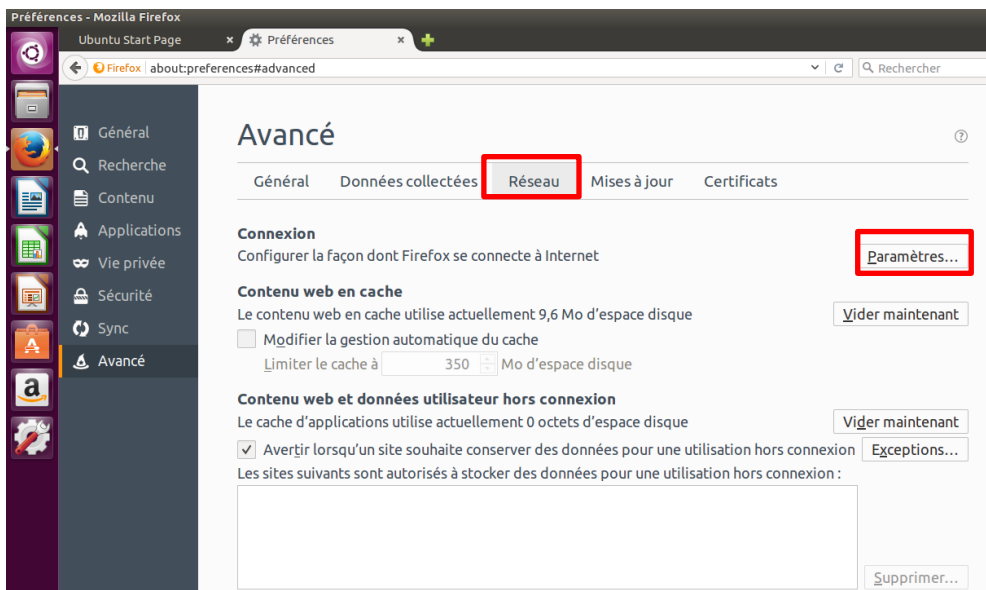 Préférences - Mozilla Firefox
Ubuntu Start Page × Préférences ×
Firefox about:preferences#advanced Rechercher
Général
Recherche
Contenu
Applications
Vie privée
Sécurité
Sync
Avancé
Avancé
Général Données collectées Réseau Mises à jour Certificats
Connexion
Configurer la façon dont Firefox se connecte à Internet Paramètres...
Contenu web en cache
Le contenu web en cache utilise actuellement 9,6 Mo d'espace disque Vider maintenant
Modifier la gestion automatique du cache
Limiter le cache à 350 Mo d'espace disque
Contenu web et données utilisateur hors connexion
Le cache d'applications utilise actuellement 0 octets d'espace disque Vider maintenant
Avertir lorsqu'un site souhaite conserver des données pour une utilisation hors connexion Exceptions...
Les sites suivants sont autorisés à stocker des données pour une utilisation hors connexion :
Supprimer...